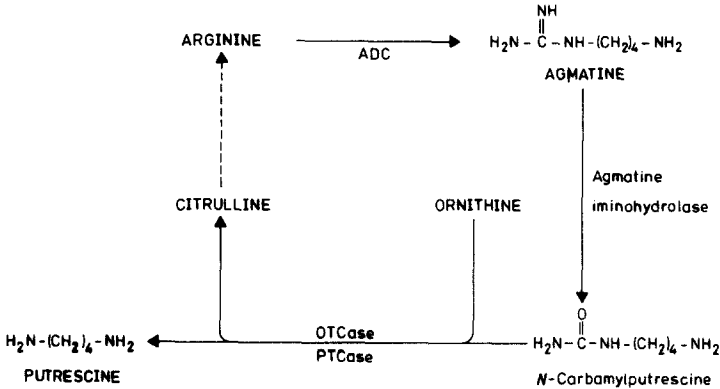 NH
||
ARGININE
ADC
H₂N - C - NH - (CH₂)₄ - NH₂
AGMATINE
Agmatine
iminohydrolase
CITRULLINE
ORNITHINE
OTCase
PTCase
H₂N - (CH₂)₄ - NH₂
PUTRESCINE
O
||
H₂N - C - NH - (CH₂)₄ - NH₂
N-Carbamylputrescine